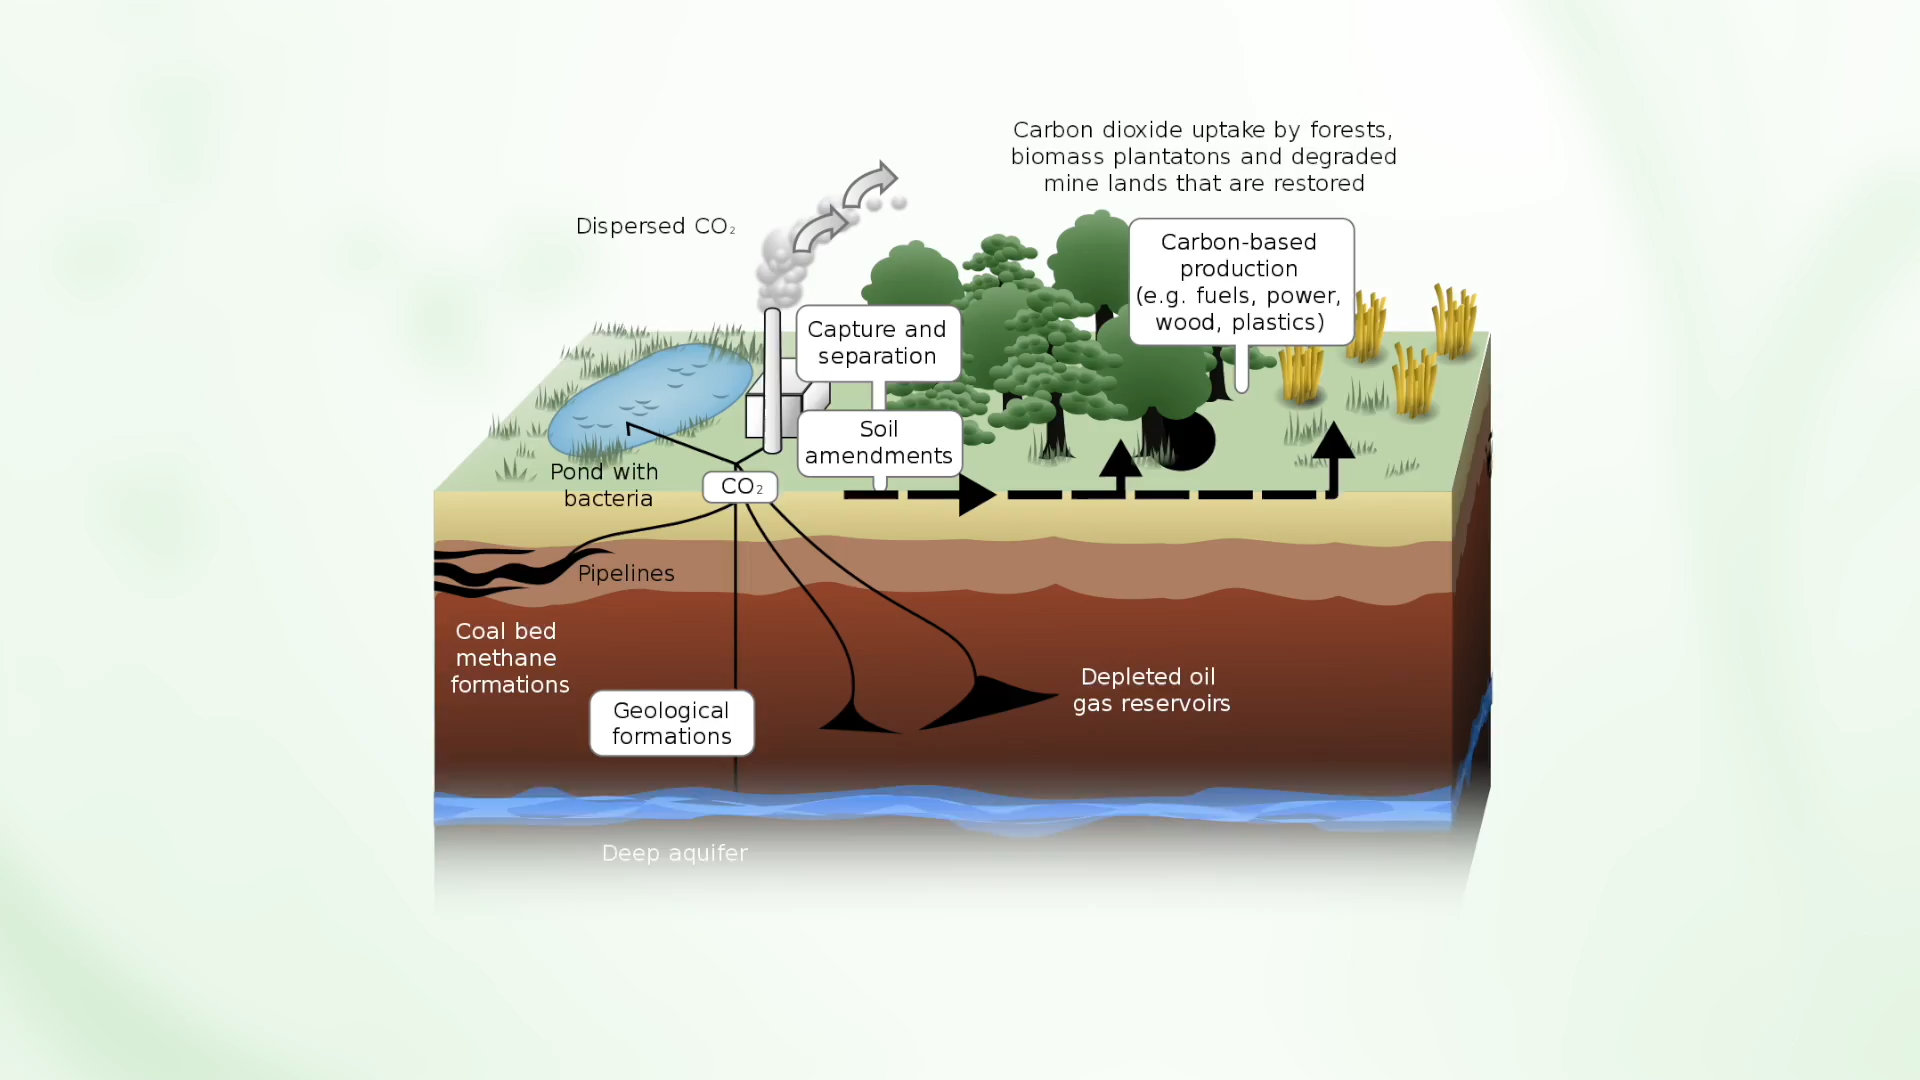 Carbon dioxide uptake by forests,
biomass plantatons and degraded
mine lands that are restored
Dispersed CO₂
Carbon-based
production
(e.g. fuels, power,
wood, plastics)
Capture and
separation
Soil
amendments
Pond with
bacteria
CO₂
Pipelines
Coal bed
methane
formations
Geological
formations
Depleted oil
gas reservoirs
Deep aquifer